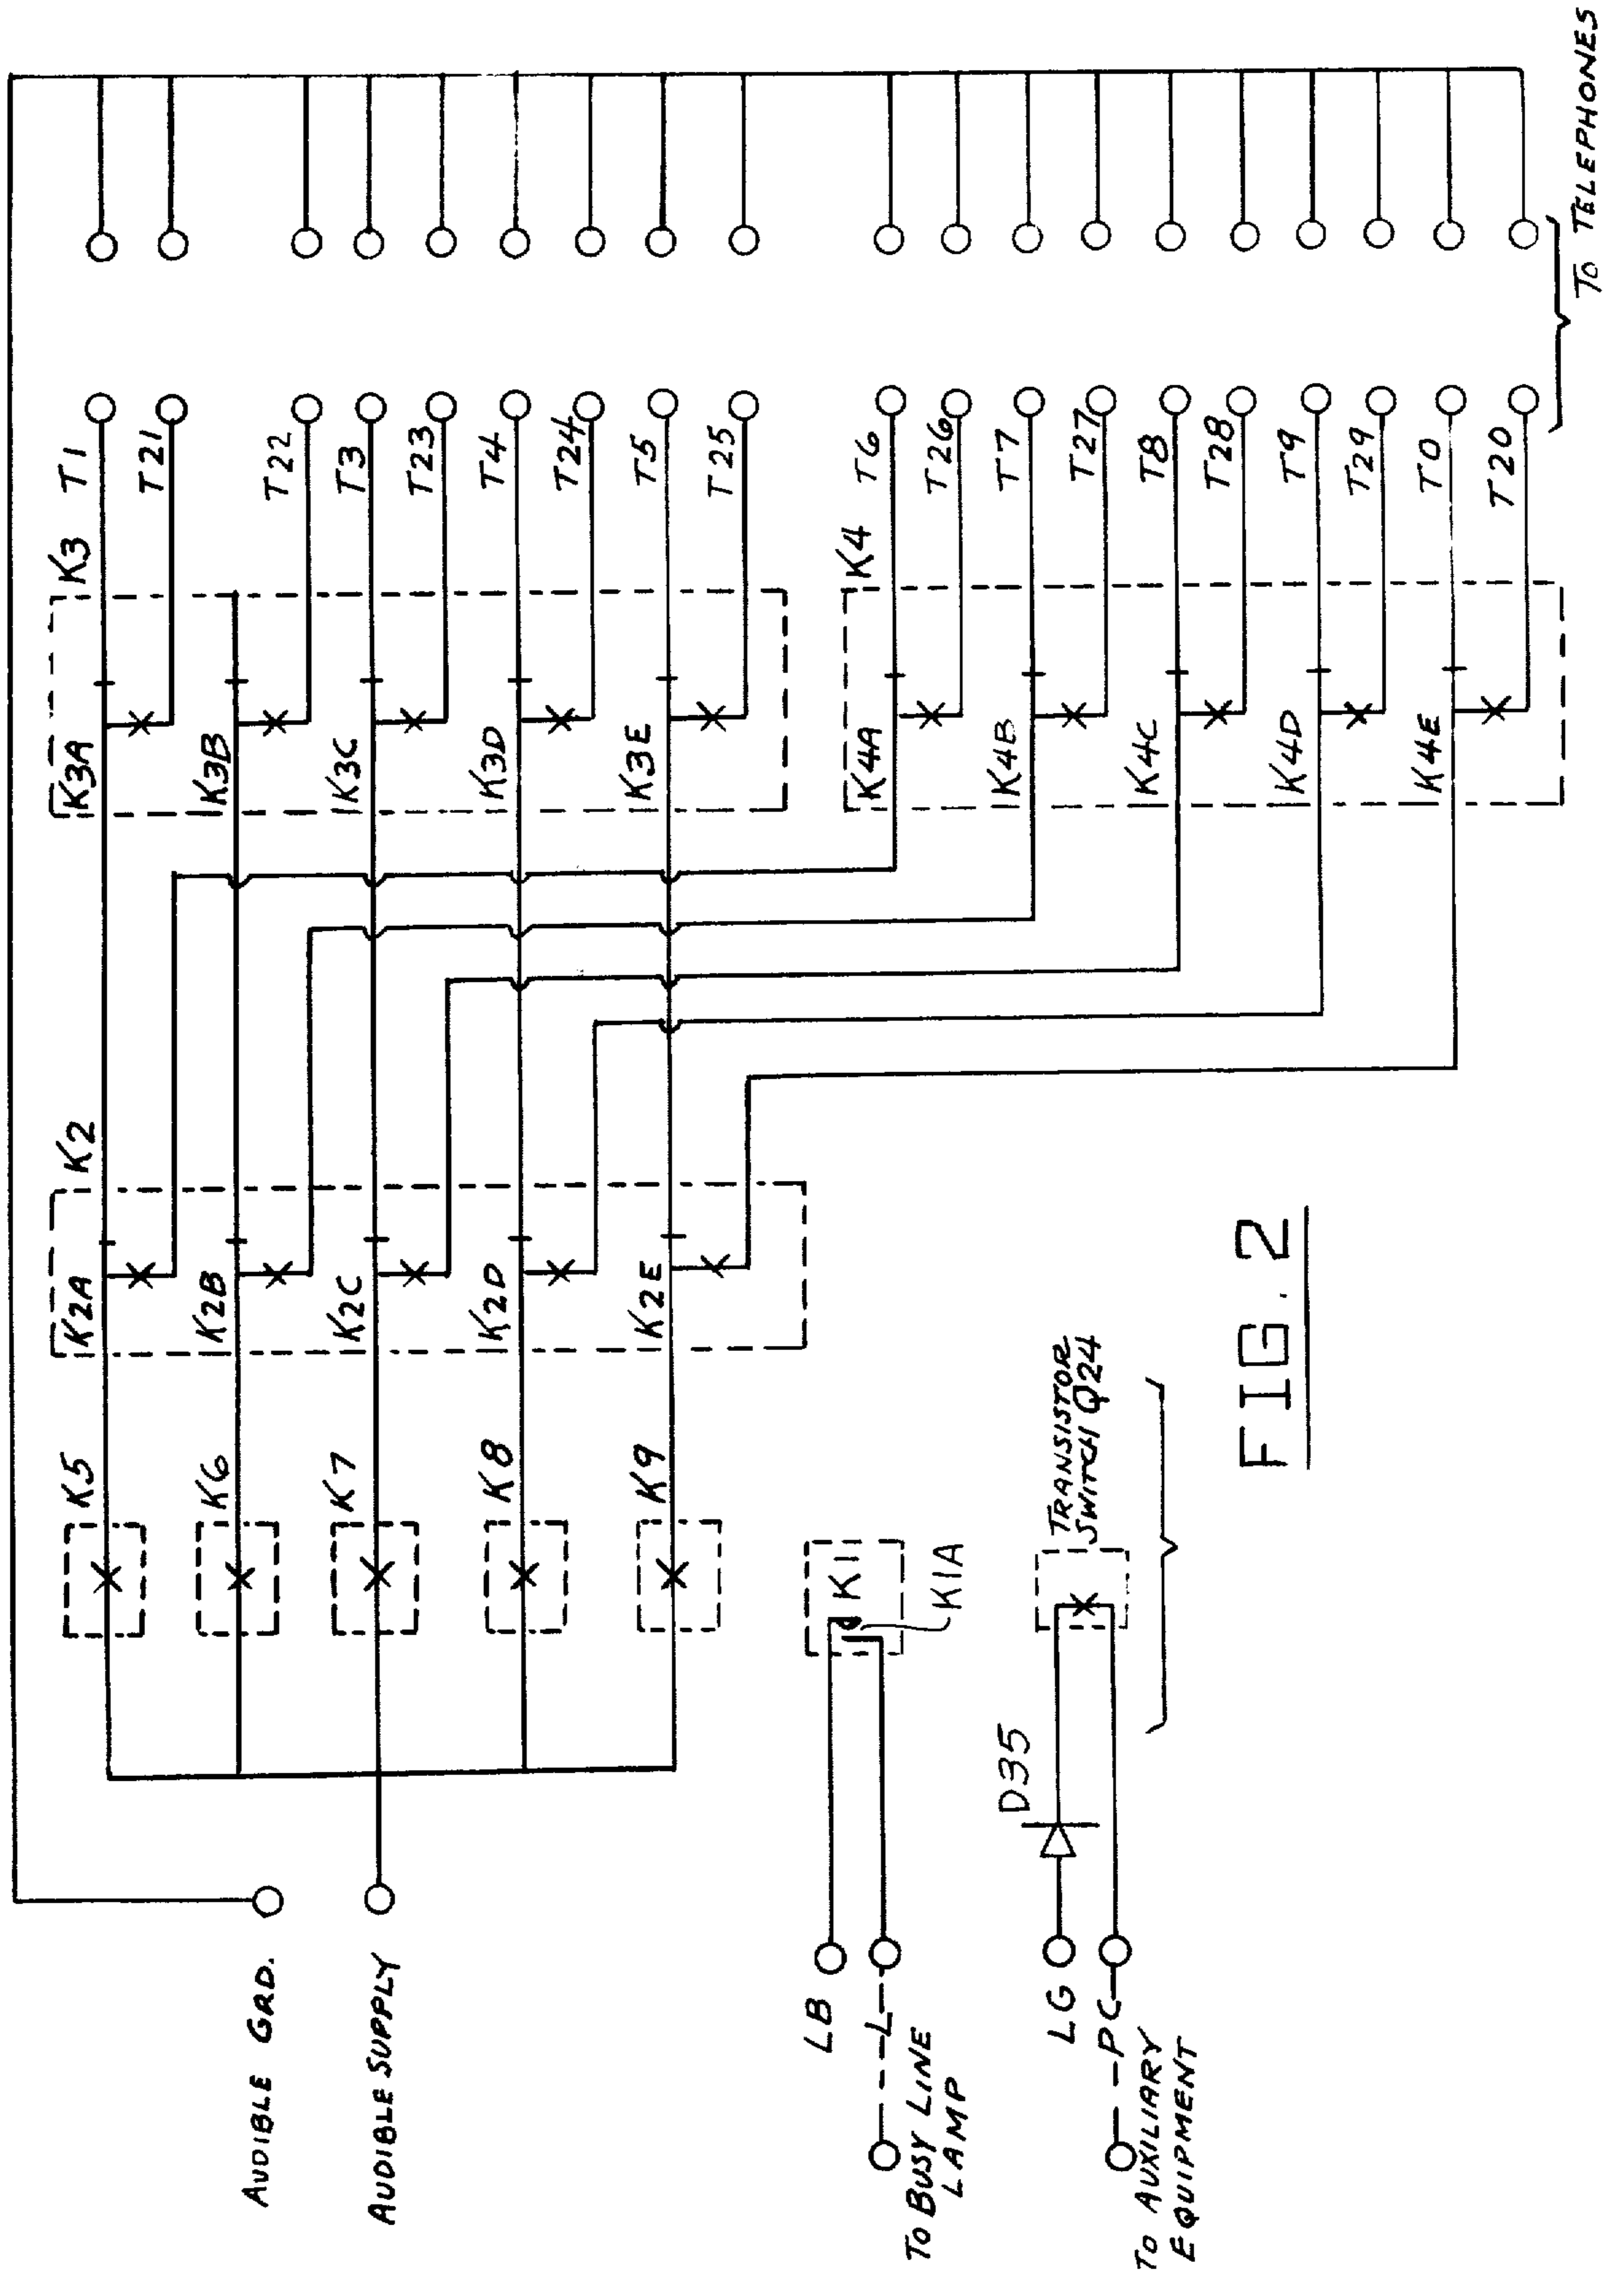 AUDIBLE GRD.
AUDIBLE SUPPLY
K5
K6
K7
K8
K9
K2
K2A
K2B
K2C
K2D
K2E
K3
K3A
K3B
K3C
K3D
K3E
T1
T21
T22
T3
T23
T4
T24
T5
T25
K4
K4A
K4B
K4C
K4D
K4E
T6
T26
T7
T27
T8
T28
T9
T29
T0
T20
TO TELEPHONES
LB
L
TO BUSY LINE
LAMP
K1
K1A
LG
PC
TO AUXILIARY
EQUIPMENT
D35
TRANSISTOR
SWITCH Q24
FIG. 2